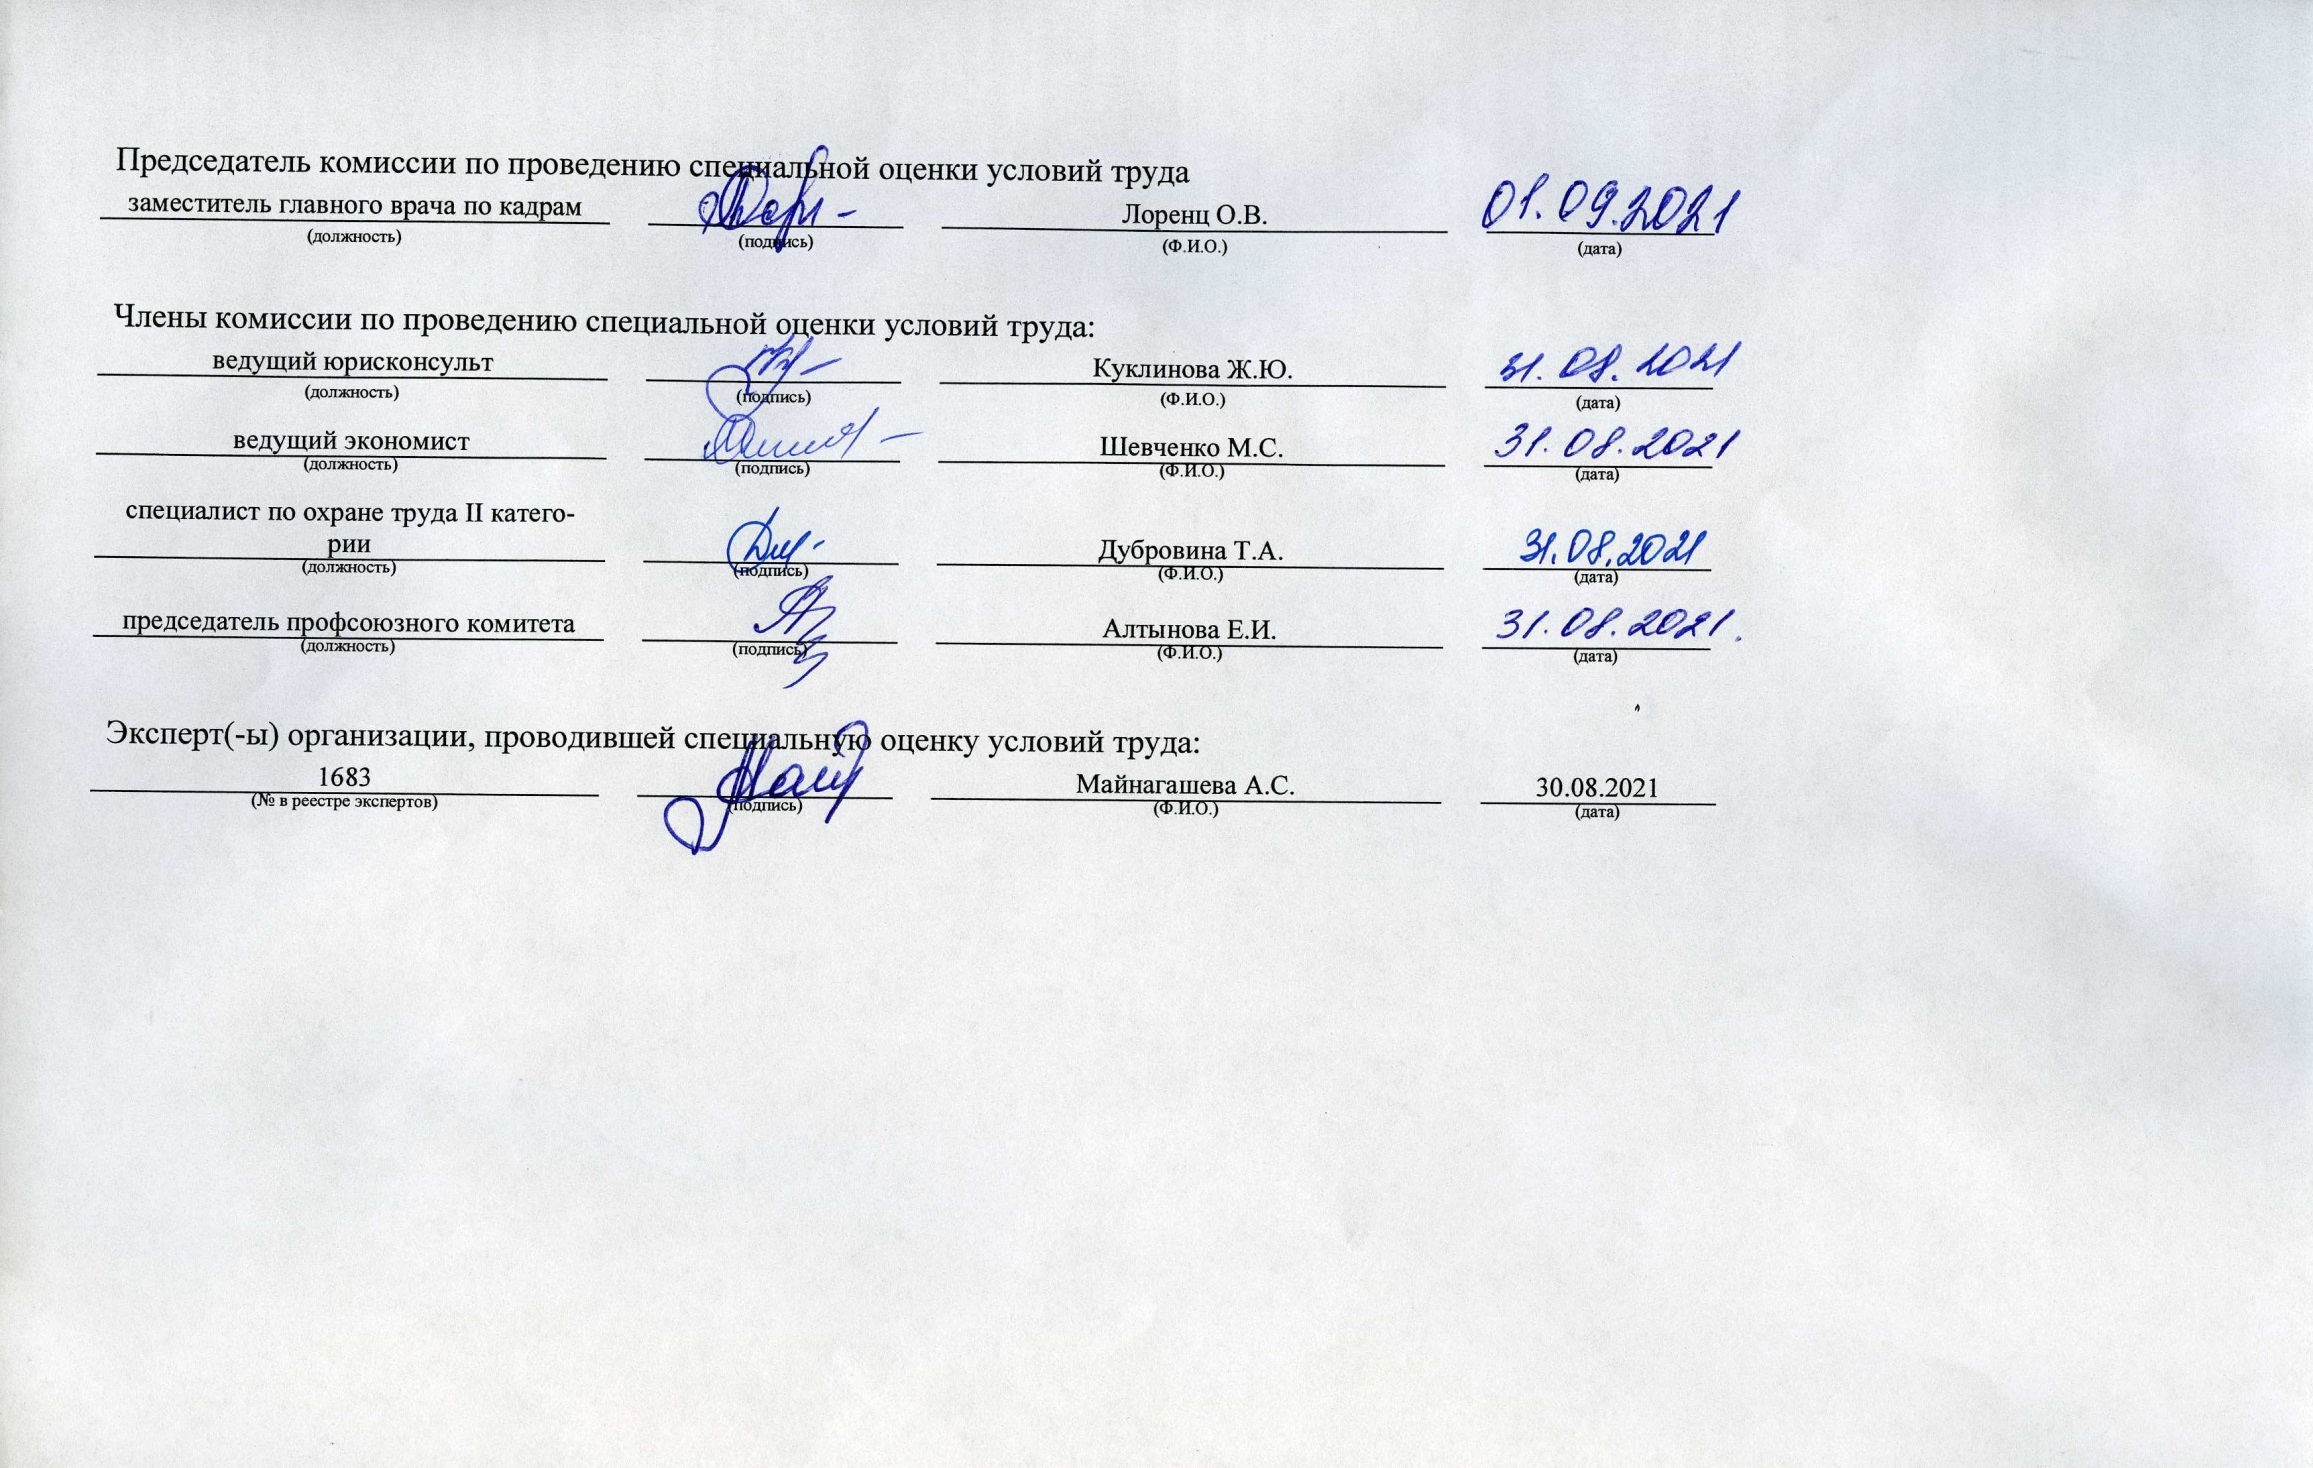 Председатель комиссии по проведению специальной оценки условий труда
заместитель главного врача по кадрам Лоренц О.В. 01.09.2021
(должность) (подпись) (Ф.И.О.) (дата)
Члены комиссии по проведению специальной оценки условий труда:
ведущий юрисконсульт Куклинова Ж.Ю. 31.08.2021
(должность) (подпись) (Ф.И.О.) (дата)
ведущий экономист Шевченко М.С. 31.08.2021
(должность) (подпись) (Ф.И.О.) (дата)
специалист по охране труда II катего-
рии Дубровина Т.А. 31.08.2021
(должность) (подпись) (Ф.И.О.) (дата)
председатель профсоюзного комитета Алтынова Е.И. 31.08.2021.
(должность) (подпись) (Ф.И.О.) (дата)
Эксперт(-ы) организации, проводившей специальную оценку условий труда:
1683 Майнагашева А.С. 30.08.2021
(№ в реестре экспертов) (подпись) (Ф.И.О.) (дата)